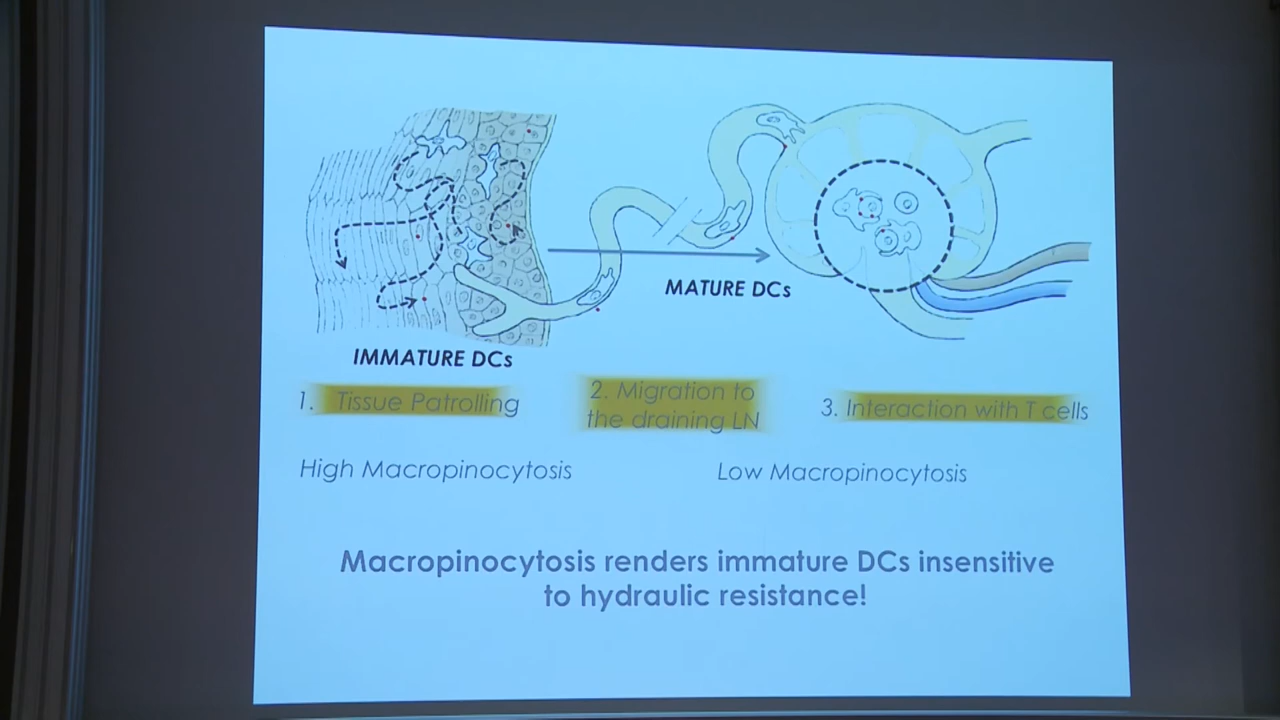 MATURE DCs
IMMATURE DCs
1. Tissue Patrolling
2. Migration to
the draining LN
3. Interaction with T cells
High Macropinocytosis
Low Macropinocytosis
Macropinocytosis renders immature DCs insensitive
to hydraulic resistance!